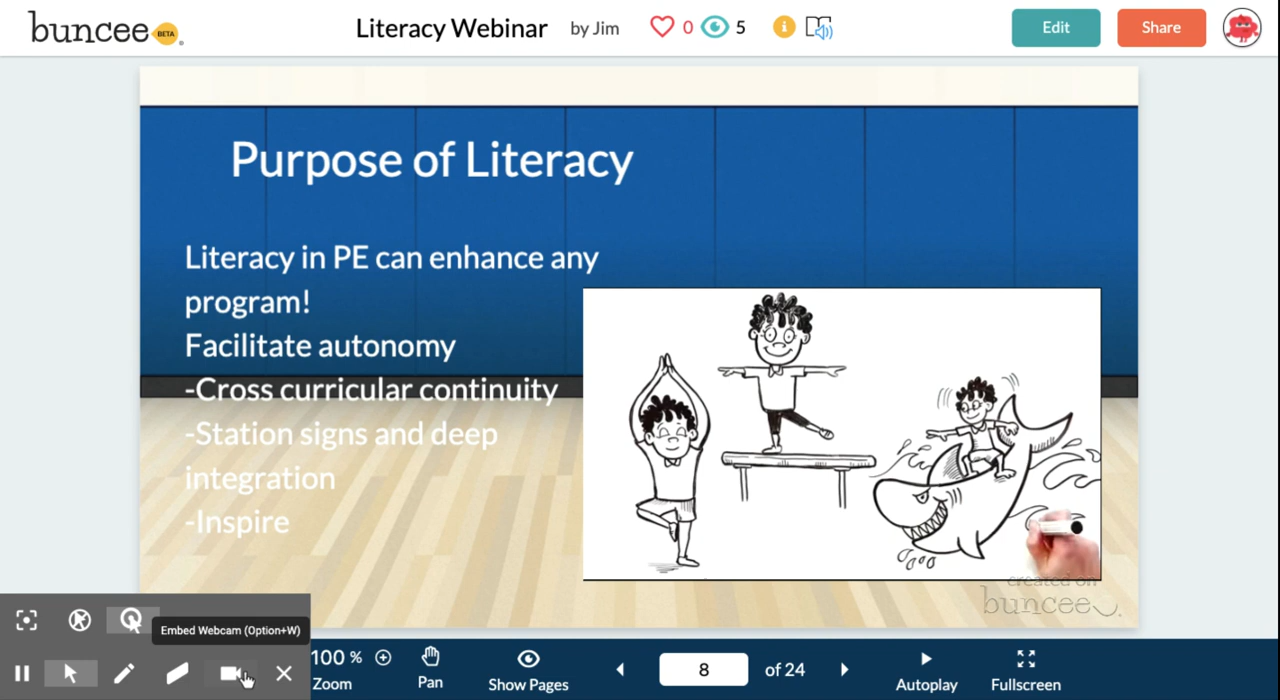 buncee BETA
Literacy Webinar by Jim 0 5 i Edit Share
Purpose of Literacy
Literacy in PE can enhance any
program!
Facilitate autonomy
-Cross curricular continuity
-Station signs and deep
integration
-Inspire
created on
buncee
Embed Webcam (Option+W)
100 %
Zoom
Pan
Show Pages
8 of 24
Autoplay
Fullscreen